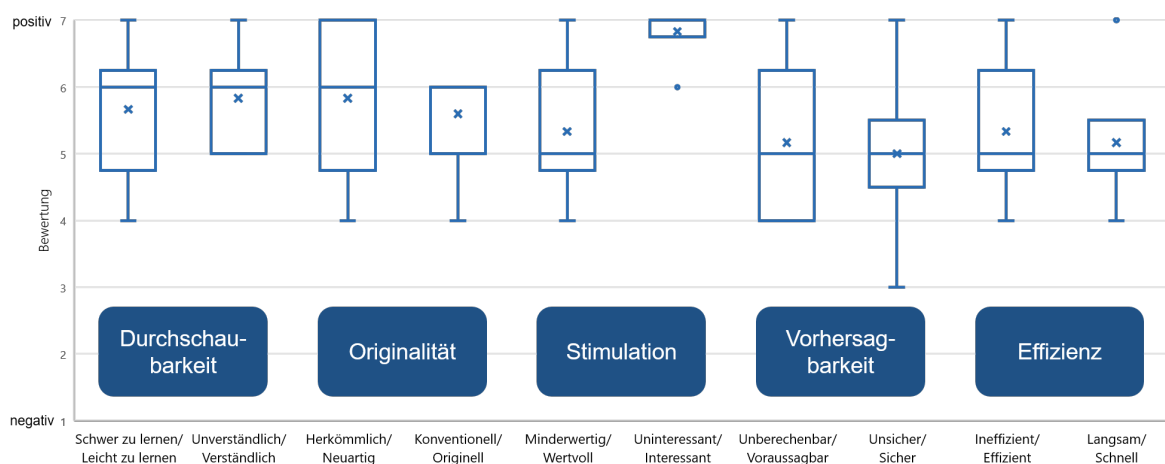 positiv
7
6
5
4
3
2
negativ 1
Bewertung
Durchschau-
barkeit
Originalität
Stimulation
Vorhersag-
barkeit
Effizienz
Schwer zu lernen/
Leicht zu lernen
Unverständlich/
Verständlich
Herkömmlich/
Neuartig
Konventionell/
Originell
Minderwertig/
Wertvoll
Uninteressant/
Interessant
Unberechenbar/
Voraussagbar
Unsicher/
Sicher
Ineffizient/
Effizient
Langsam/
Schnell